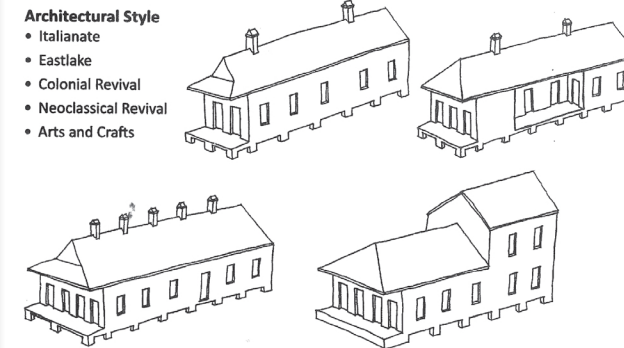 Architectural Style
• Italianate
• Eastlake
• Colonial Revival
• Neoclassical Revival
• Arts and Crafts